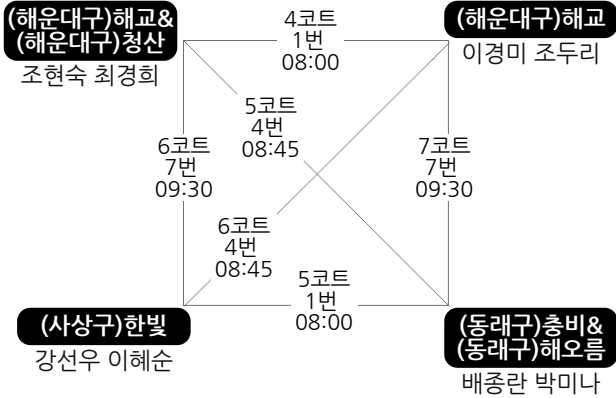 (해운대구)해교&
(해운대구)청산
조현숙 최경희
4코트
1번
08:00
(해운대구)해교
이경미 조두리
5코트
4번
08:45
6코트
7번
09:30
7코트
7번
09:30
6코트
4번
08:45
5코트
1번
08:00
(사상구)한빛
강선우 이혜순
(동래구)충비&
(동래구)해오름
배종란 박미나